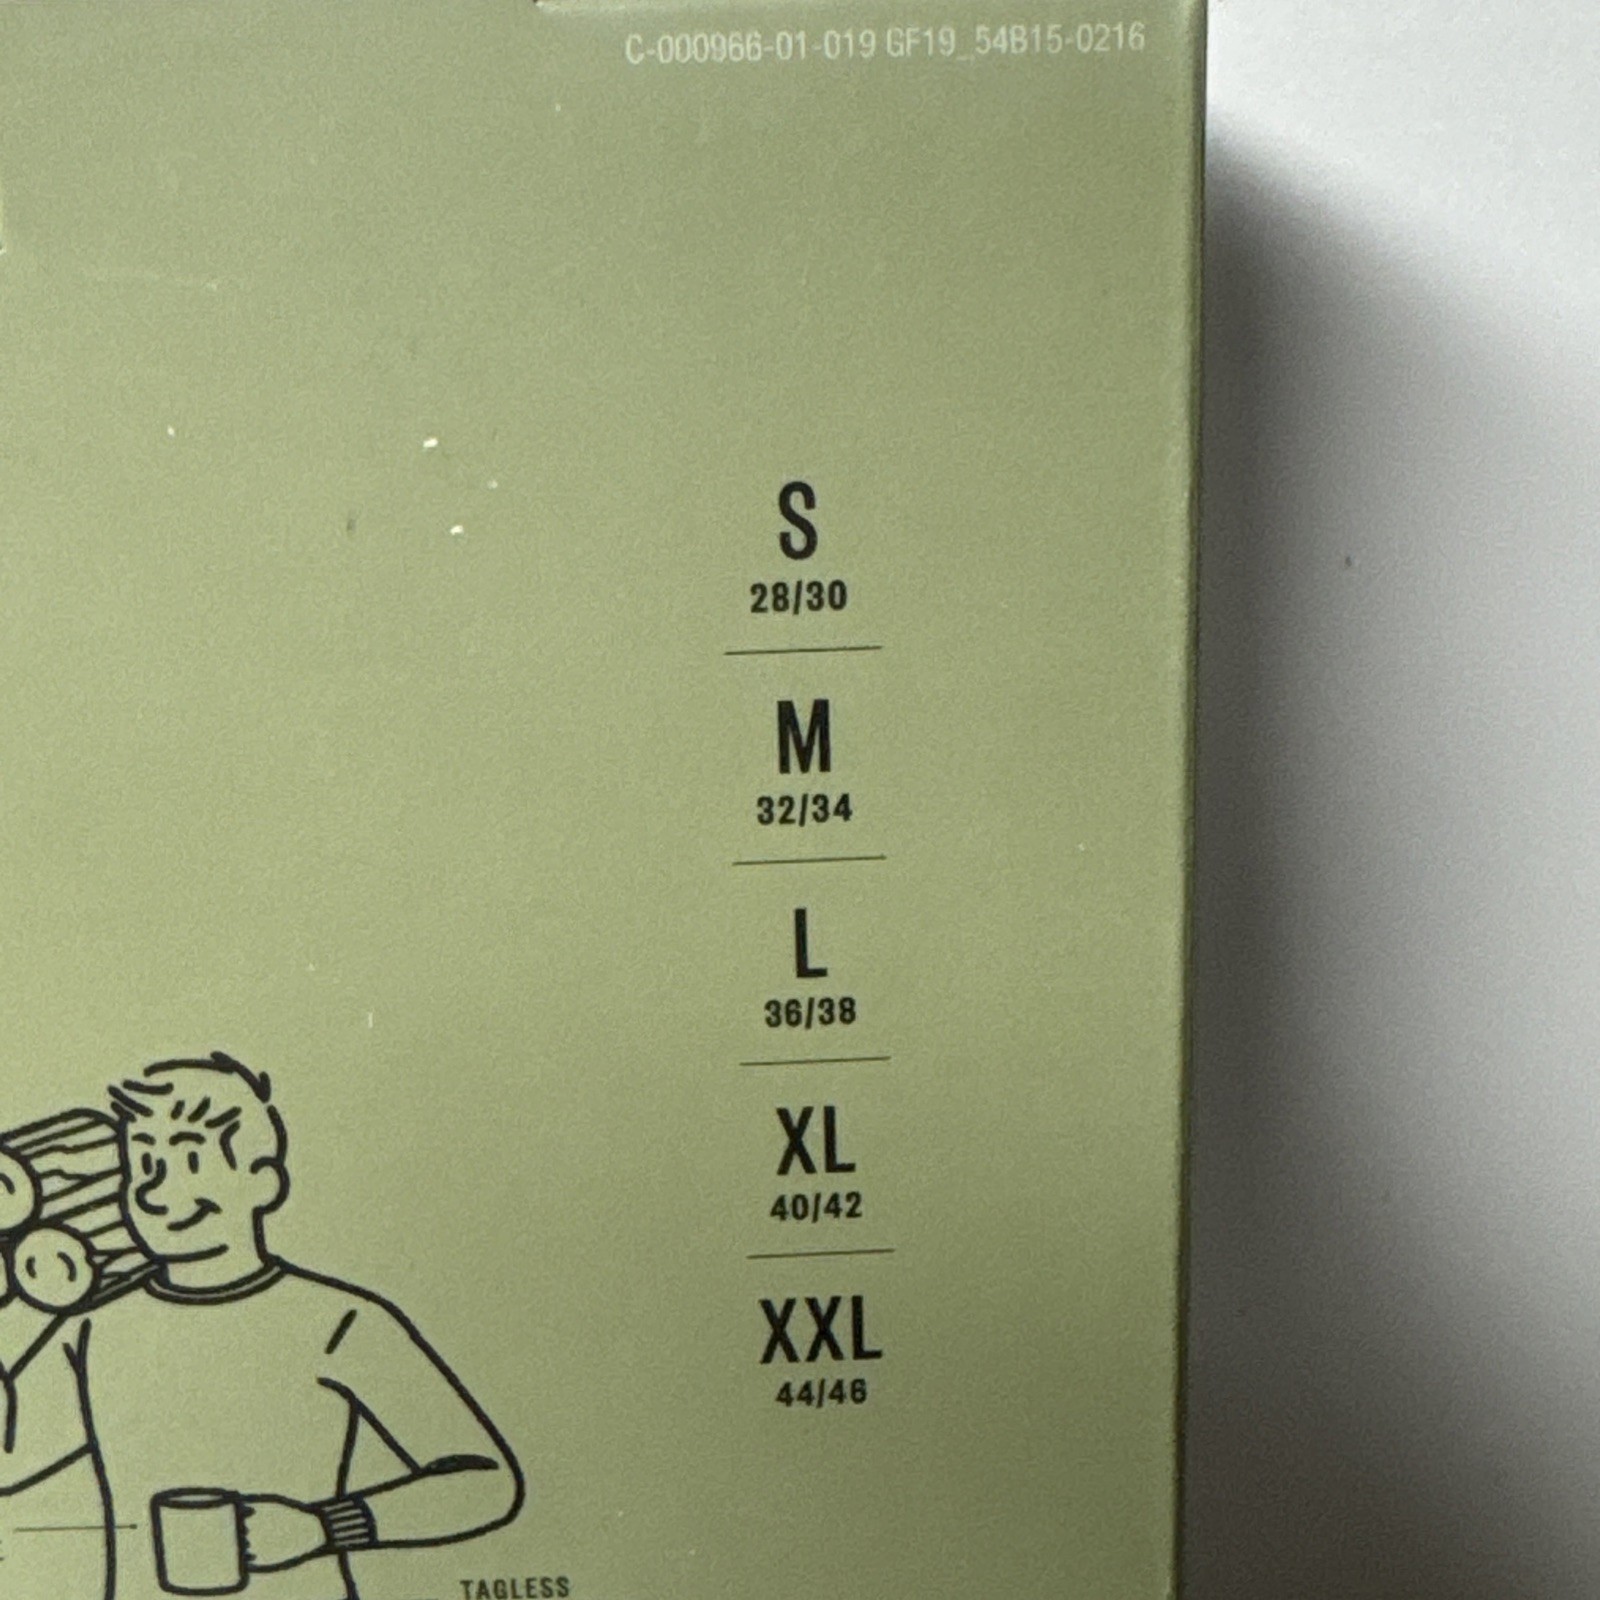 C-000966-01-019 GF19_54B15-0216
S
28/30
M
32/34
L
36/38
XL
40/42
XXL
44/46
TAGLESS